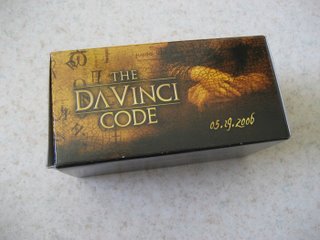 THE
DA VINCI
CODE
05.19.2006